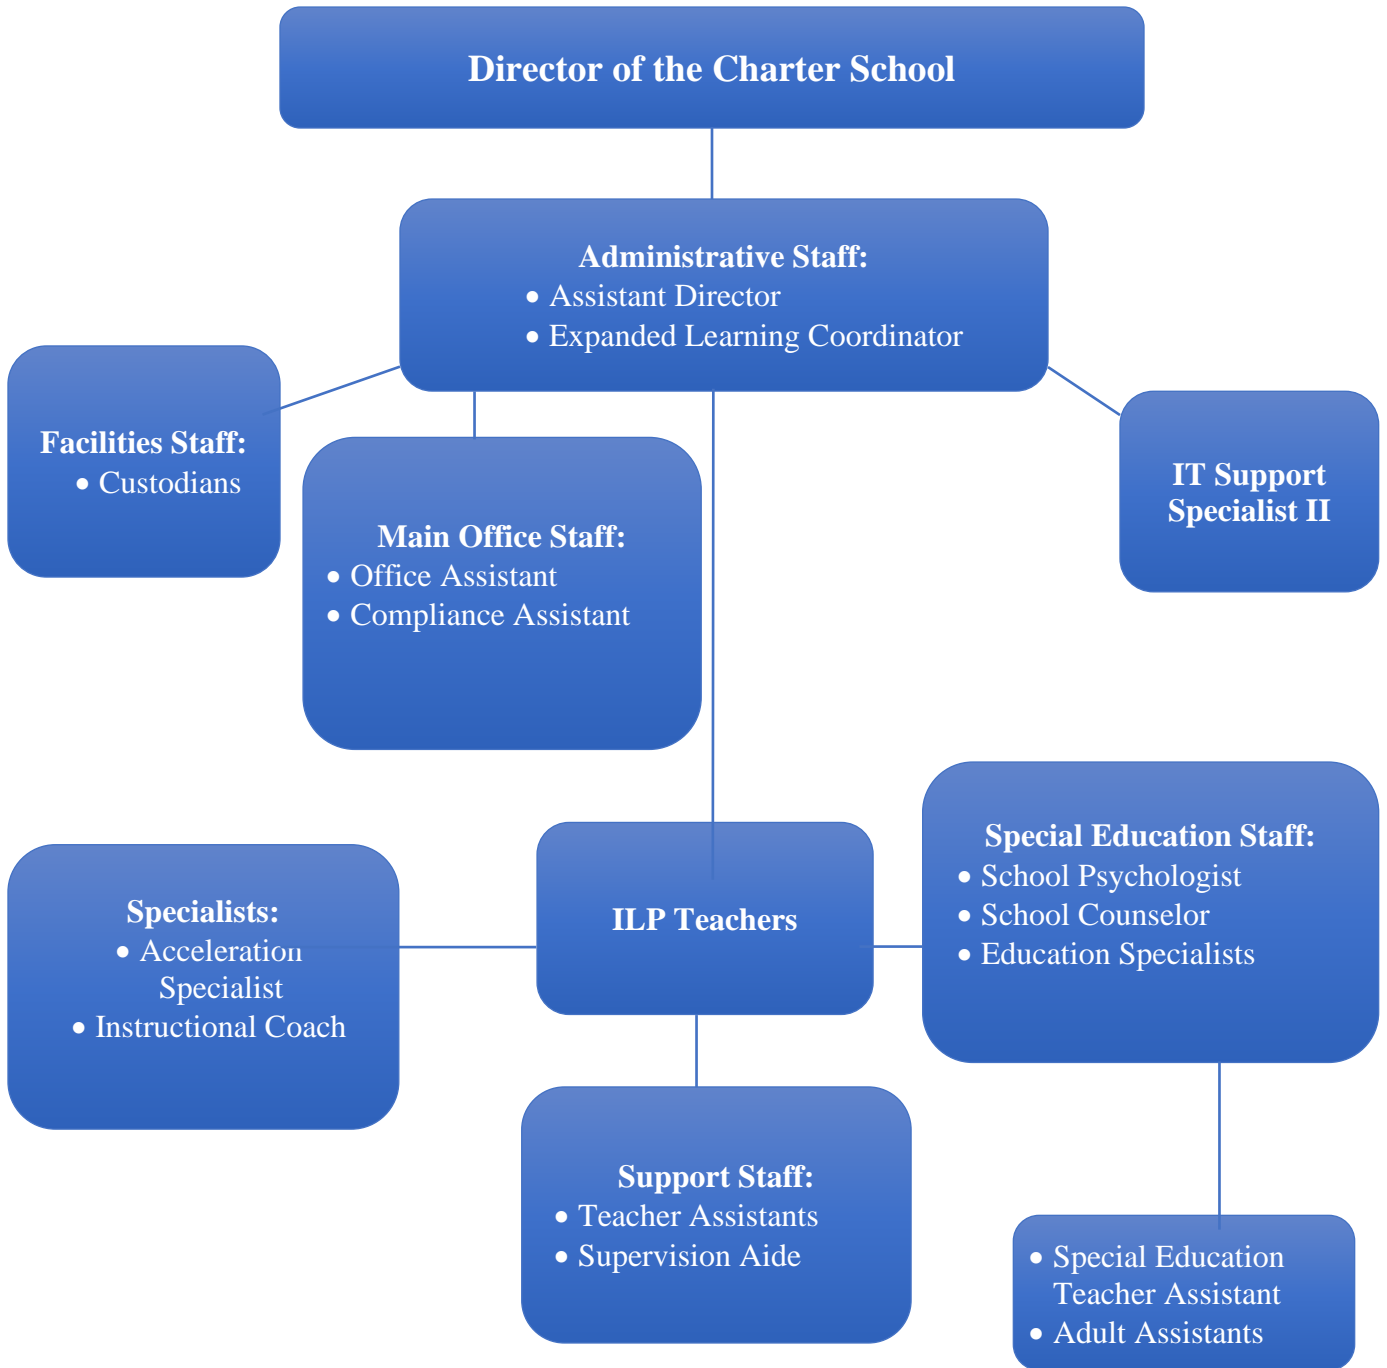 Director of the Charter School
Administrative Staff:
• Assistant Director
• Expanded Learning Coordinator
Facilities Staff:
• Custodians
Main Office Staff:
• Office Assistant
• Compliance Assistant
IT Support
Specialist II
Specialists:
• Acceleration
Specialist
• Instructional Coach
ILP Teachers
Special Education Staff:
• School Psychologist
• School Counselor
• Education Specialists
Support Staff:
• Teacher Assistants
• Supervision Aide
• Special Education
Teacher Assistant
• Adult Assistants